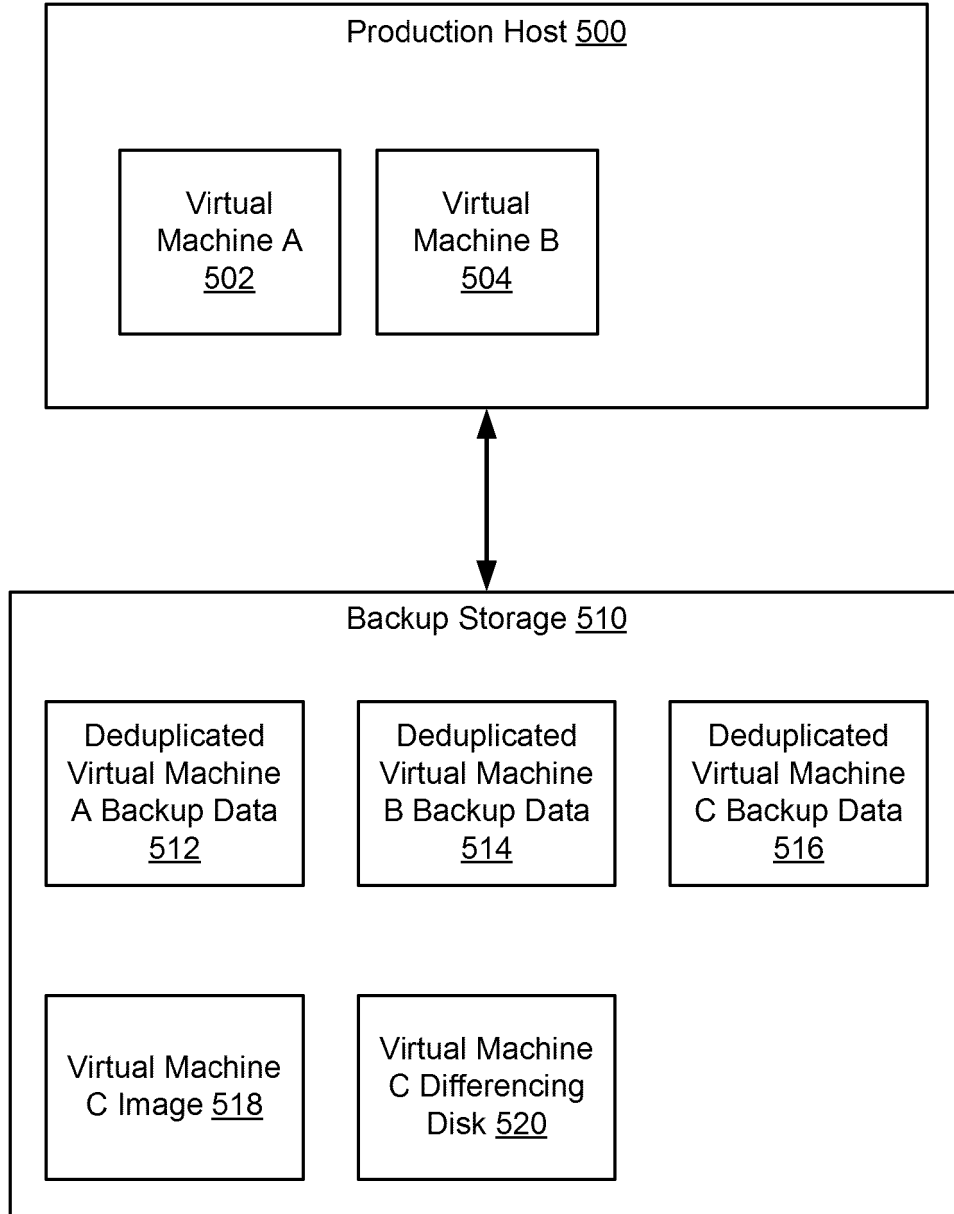 Production Host 500
Virtual
Machine A
502
Virtual
Machine B
504
Backup Storage 510
Deduplicated
Virtual Machine
A Backup Data
512
Deduplicated
Virtual Machine
B Backup Data
514
Deduplicated
Virtual Machine
C Backup Data
516
Virtual Machine
C Image 518
Virtual Machine
C Differencing
Disk 520